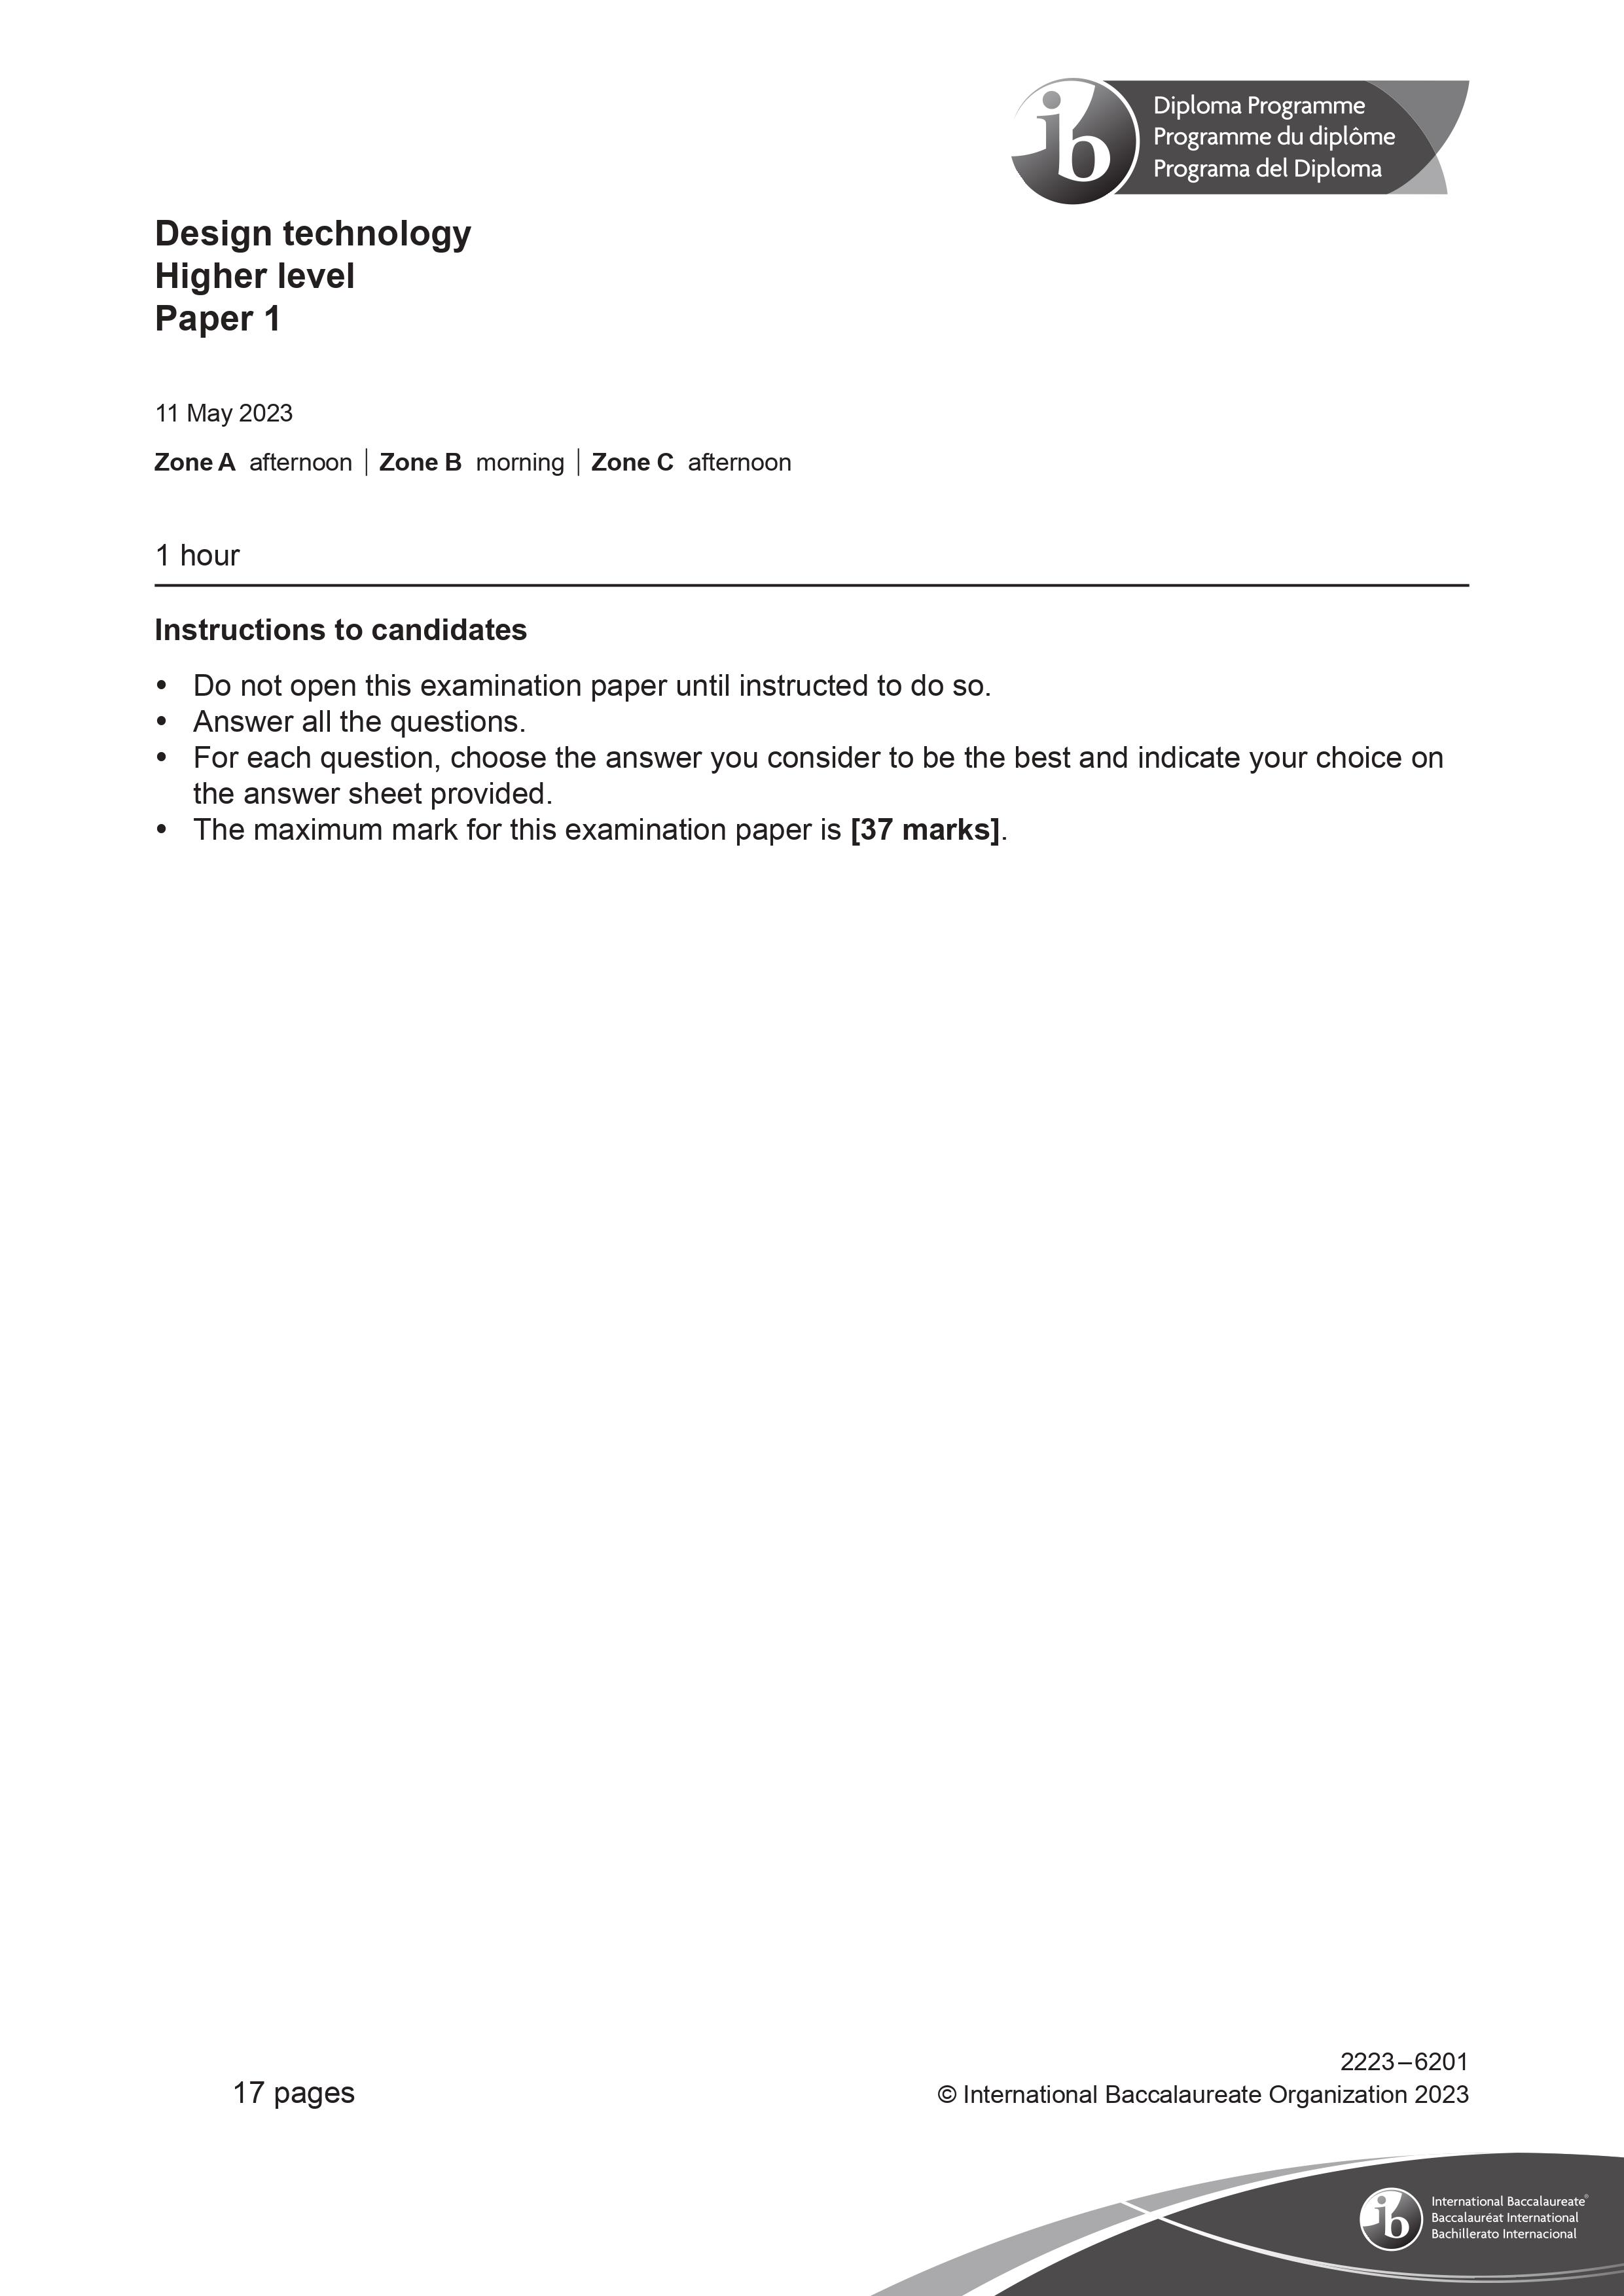 ib
Diploma Programme
Programme du diplôme
Programa del Diploma
Design technology
Higher level
Paper 1
11 May 2023
Zone A afternoon | Zone B morning | Zone C afternoon
1 hour
Instructions to candidates
• Do not open this examination paper until instructed to do so.
• Answer all the questions.
• For each question, choose the answer you consider to be the best and indicate your choice on
the answer sheet provided.
• The maximum mark for this examination paper is [37 marks].
2223–6201
17 pages
© International Baccalaureate Organization 2023
ib
International Baccalaureate®
Baccalauréat International
Bachillerato Internacional